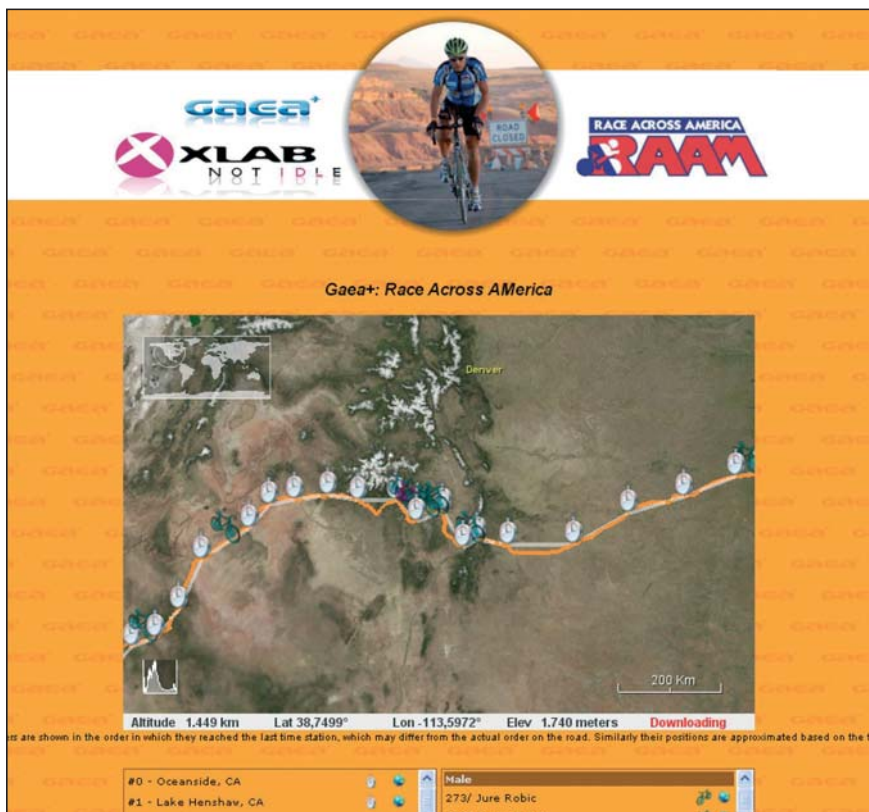 GAEA+
XLAB
NOT IDLE
ROAD
CLOSED
RACE ACROSS AMERICA
RAAM
Gaea+: Race Across AMerica
Denver
200 Km
Altitude 1.449 km Lat 38,7499° Lon -113,5972° Elev 1.740 meters Downloading
are shown in the order in which they reached the last time station, which may differ from the actual order on the road. Similarly their positions are approximated based on the
#0 - Oceanside, CA
#1 - Lake Henshaw, CA
Male
273/ Jure Robic